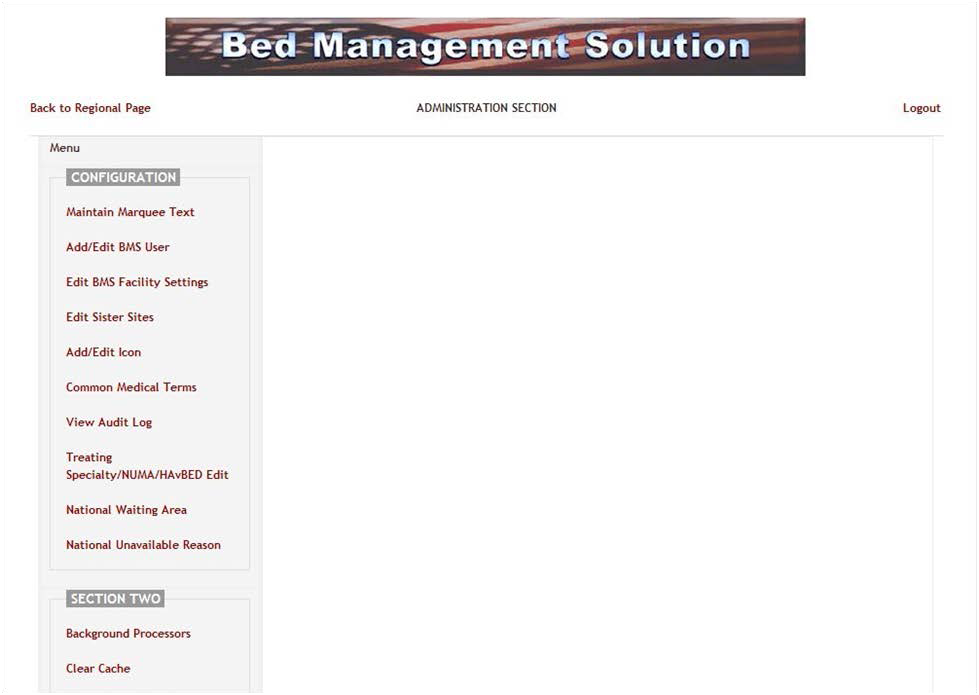 Bed Management Solution
Back to Regional Page
ADMINISTRATION SECTION
Logout
Menu
CONFIGURATION
Maintain Marquee Text
Add/Edit BMS User
Edit BMS Facility Settings
Edit Sister Sites
Add/Edit Icon
Common Medical Terms
View Audit Log
Treating
Specialty/NUMA/HAvBED Edit
National Waiting Area
National Unavailable Reason
SECTION TWO
Background Processors
Clear Cache